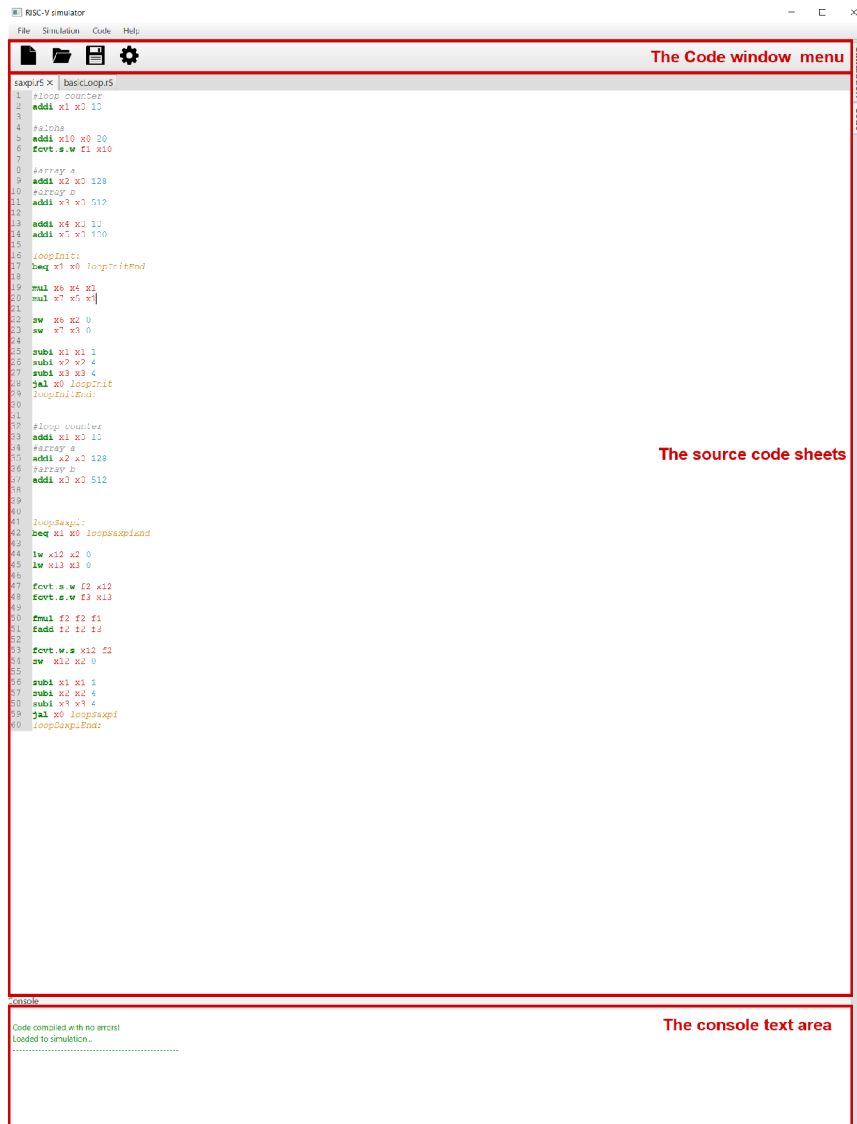 RISC-V simulator
File Simulation Code Help
The Code window menu
saxpi.rS × basicLoop.rS
1 #loop counter
2 addi x1 x0 10
3
4 #alpha
5 addi x10 x0 20
6 fcvt.s.w f1 x10
7
8 #array a
9 addi x2 x0 128
10 #array b
11 addi x3 x0 512
12
13 addi x4 x0 10
14 addi x5 x0 100
15
16 loopInit:
17 beq x1 x0 loopInitEnd
18
19 mul x6 x4 x1
20 mul x7 x5 x1
21
22 sw x6 x2 0
23 sw x7 x3 0
24
25 subi x1 x1 1
26 subi x2 x2 4
27 subi x3 x3 4
28 jal x0 loopInit
29 loopInitEnd:
30
31
32 #loop counter
33 addi x1 x0 10
34 #array a
35 addi x2 x0 128
36 #array b
37 addi x3 x0 512
38
39
40
41 loopSaxpi:
42 beq x1 x0 loopSaxpiEnd
43
44 lw x12 x2 0
45 lw x13 x3 0
46
47 fcvt.s.w f2 x12
48 fcvt.s.w f3 x13
49
50 fmul f2 f2 f1
51 fadd f2 f2 f3
52
53 fcvt.w.s x12 f2
54 sw x12 x2 0
55
56 subi x1 x1 1
57 subi x2 x2 4
58 subi x3 x3 4
59 jal x0 loopSaxpi
60 loopSaxpiEnd:
The source code sheets
Console
Code compiled with no errors!
Loaded to simulation...
The console text area